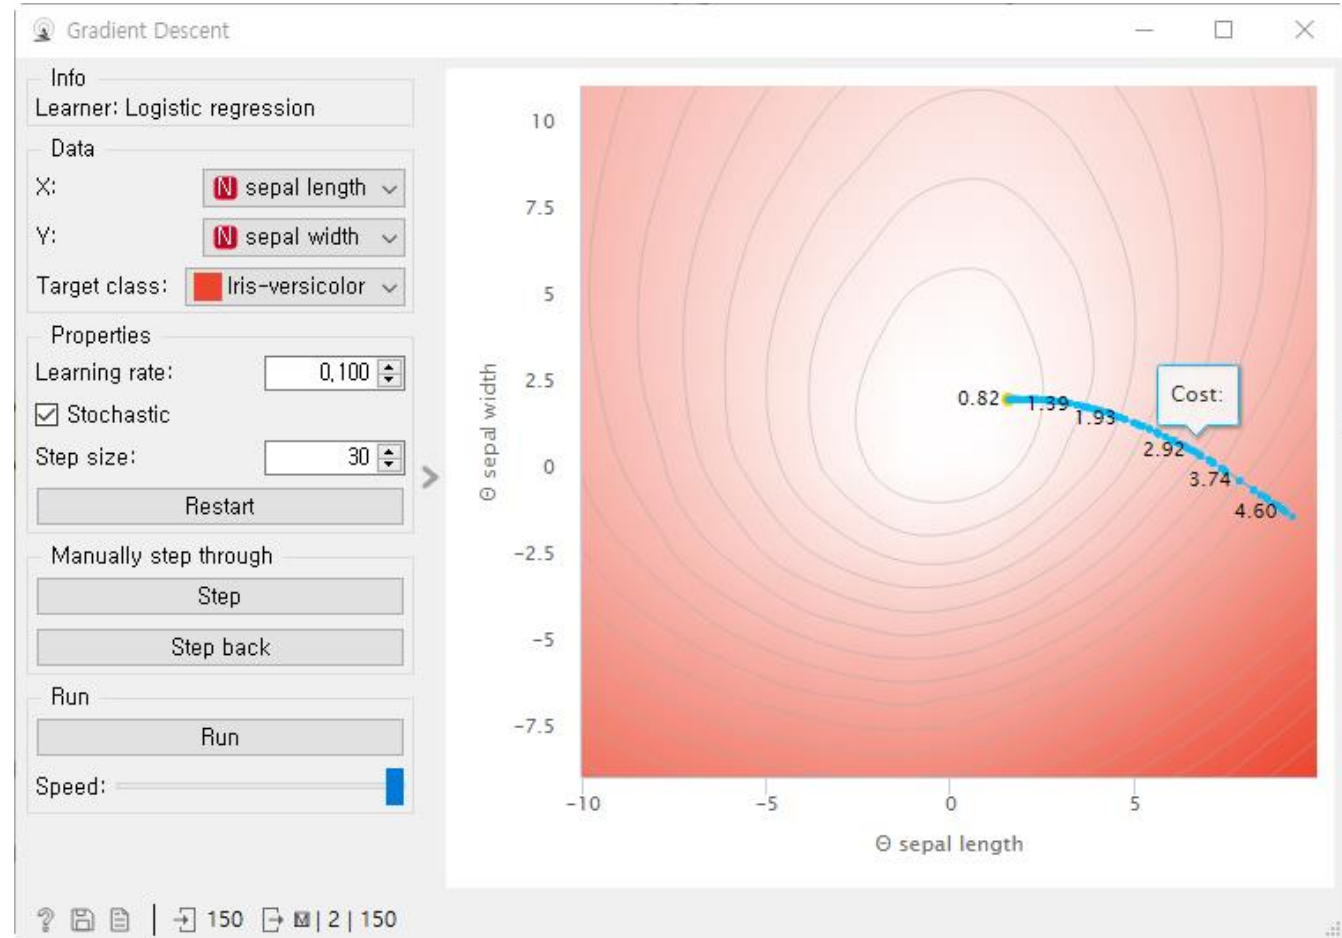 Gradient Descent
Info
Learner: Logistic regression
Data
X:
N sepal length
Y:
N sepal width
Target class:
Iris-versicolor
Properties
Learning rate:
0,100
Stochastic
Step size:
30
Restart
Manually step through
Step
Step back
Run
Run
Speed:
? 150 M | 2 | 150
10
7.5
5
2.5
0
-2.5
-5
-7.5
Θ sepal width
0.82
1.39
1.93
2.92
3.74
4.60
Cost:
-10
-5
0
5
Θ sepal length